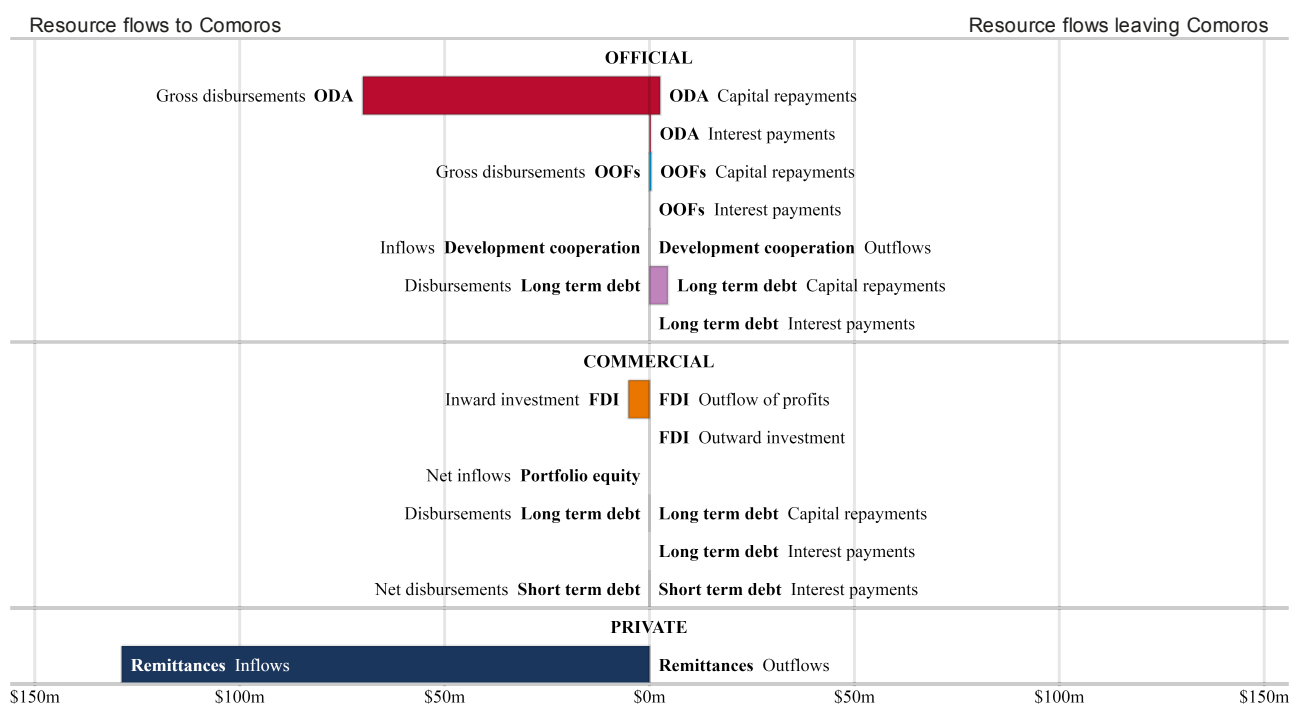 Resource flows to Comoros Resource flows leaving Comoros
OFFICIAL
Gross disbursements ODA ODA Capital repayments
ODA Interest payments
Gross disbursements OOFs OOFs Capital repayments
OOFs Interest payments
Inflows Development cooperation Development cooperation Outflows
Disbursements Long term debt Long term debt Capital repayments
Long term debt Interest payments
COMMERCIAL
Inward investment FDI FDI Outflow of profits
FDI Outward investment
Net inflows Portfolio equity
Disbursements Long term debt Long term debt Capital repayments
Long term debt Interest payments
Net disbursements Short term debt Short term debt Interest payments
PRIVATE
Remittances Inflows Remittances Outflows
$150m $100m $50m $0m $50m $100m $150m